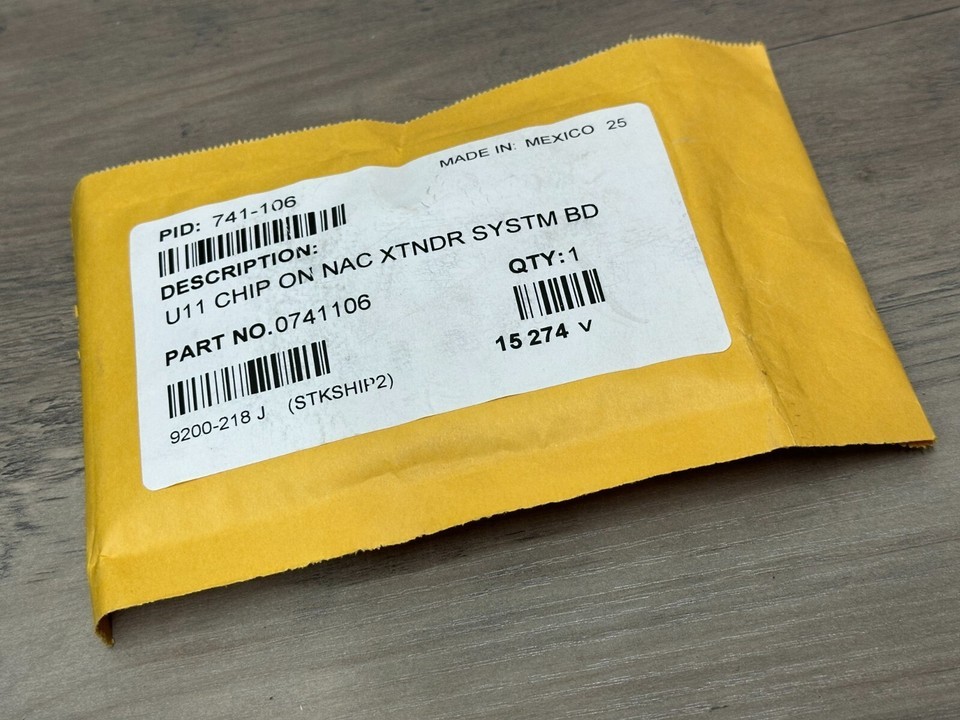 MADE IN: MEXICO 25
PID: 741-106
DESCRIPTION:
U11 CHIP ON NAC XTNDR SYSTM BD
QTY: 1
PART NO. 0741106
15 274 V
9200-218 J (STKSHIP2)